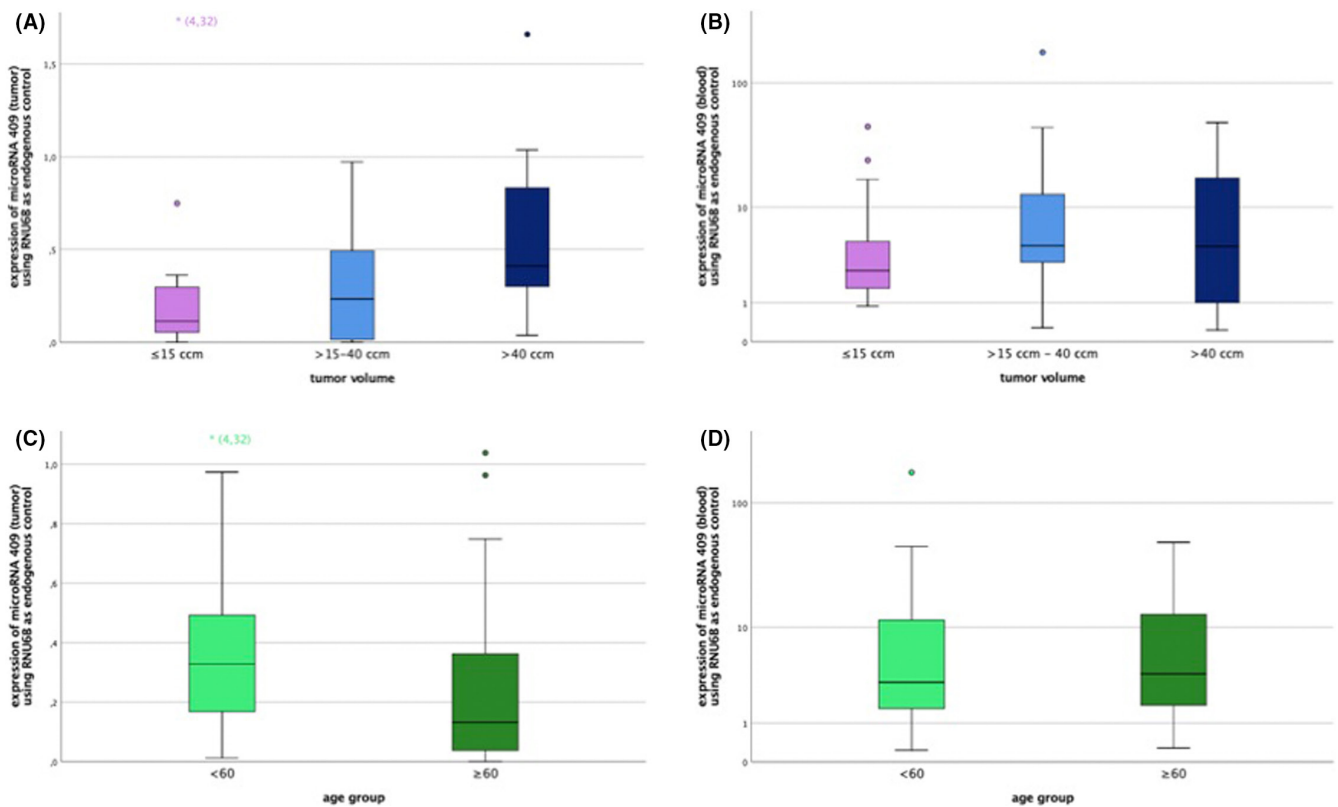 (A)
* (4,32)
expression of microRNA 409 (tumor)
using RNU6B as endogenous control
1,5
1,0
,5
,0
≤15 ccm >15-40 ccm >40 ccm
tumor volume
(B)
expression of microRNA 409 (blood)
using RNU6B as endogenous control
100
10
1
0
≤15 ccm >15 ccm - 40 ccm >40 ccm
tumor volume
(C)
* (4,32)
expression of microRNA 409 (tumor)
using RNU6B as endogenous control
1,0
,8
,6
,4
,2
,0
<60 ≥60
age group
(D)
expression of microRNA 409 (blood)
using RNU6B as endogenous control
100
10
1
0
<60 ≥60
age group